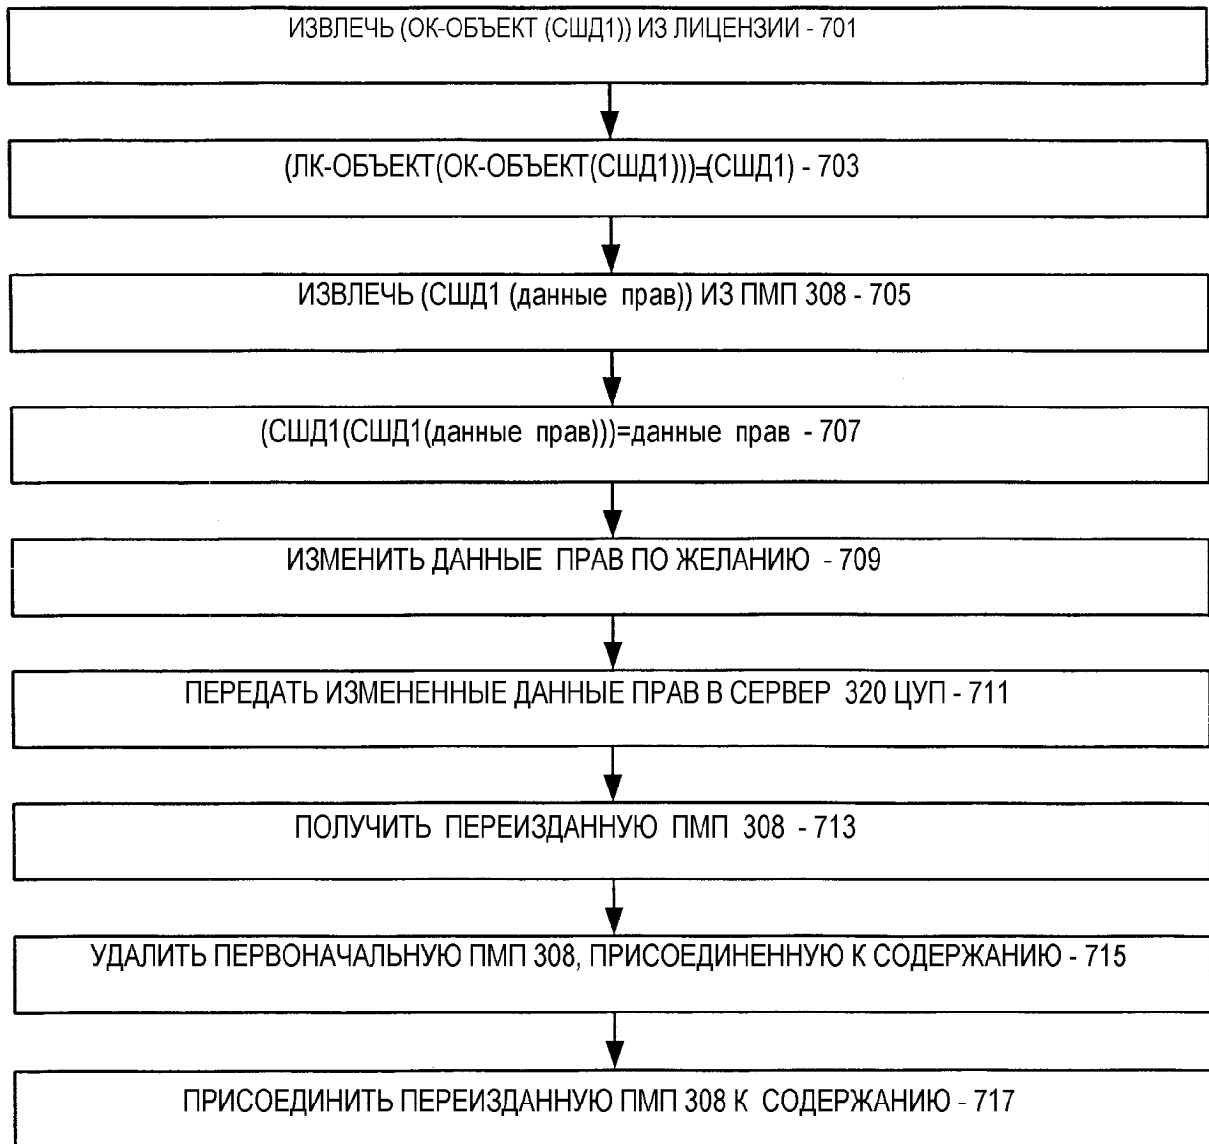 ИЗВЛЕЧЬ (ОК-ОБЪЕКТ (СШД1)) ИЗ ЛИЦЕНЗИИ - 701
(ЛК-ОБЪЕКТ(ОК-ОБЪЕКТ(СШД1)))=(СШД1) - 703
ИЗВЛЕЧЬ (СШД1 (данные прав)) ИЗ ПМП 308 - 705
(СШД1(СШД1(данные прав)))=данные прав - 707
ИЗМЕНИТЬ ДАННЫЕ ПРАВ ПО ЖЕЛАНИЮ - 709
ПЕРЕДАТЬ ИЗМЕНЕННЫЕ ДАННЫЕ ПРАВ В СЕРВЕР 320 ЦУП - 711
ПОЛУЧИТЬ ПЕРЕИЗДАННУЮ ПМП 308 - 713
УДАЛИТЬ ПЕРВОНАЧАЛЬНУЮ ПМП 308, ПРИСОЕДИНЕННУЮ К СОДЕРЖАНИЮ - 715
ПРИСОЕДИНИТЬ ПЕРЕИЗДАННУЮ ПМП 308 К СОДЕРЖАНИЮ - 717